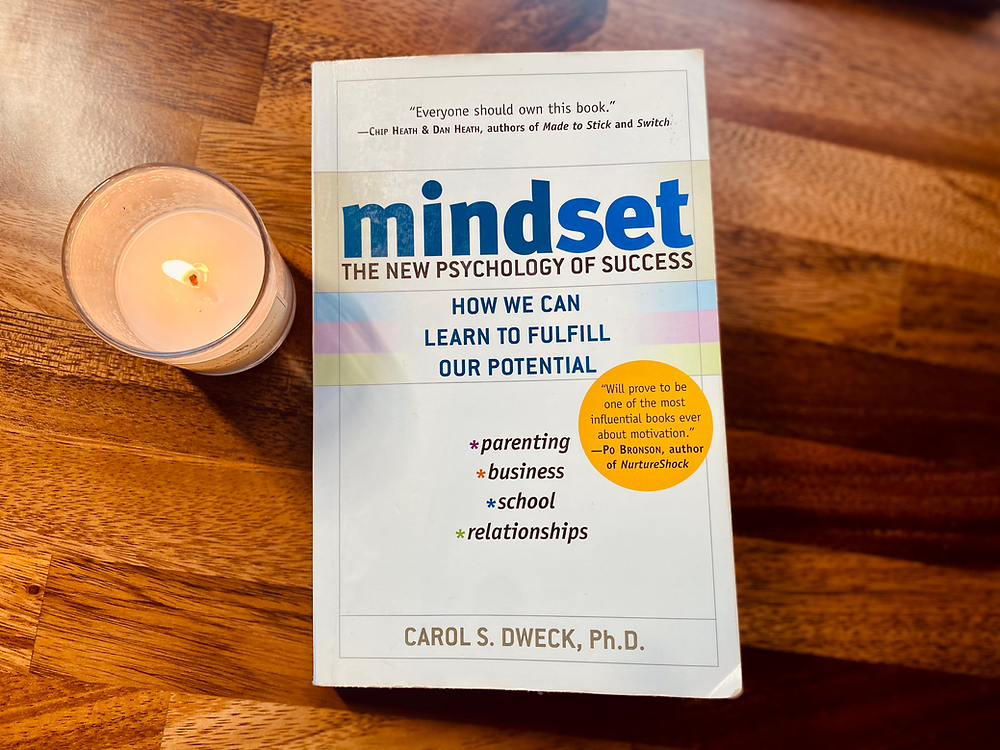 “Everyone should own this book.”
—Chip Heath & Dan Heath, authors of Made to Stick and Switch
mindset
THE NEW PSYCHOLOGY OF SUCCESS
HOW WE CAN
LEARN TO FULFILL
OUR POTENTIAL
“Will prove to be
one of the most
influential books ever
about motivation.”
—Po Bronson, author
of NurtureShock
*parenting
*business
*school
*relationships
CAROL S. DWECK, Ph.D.